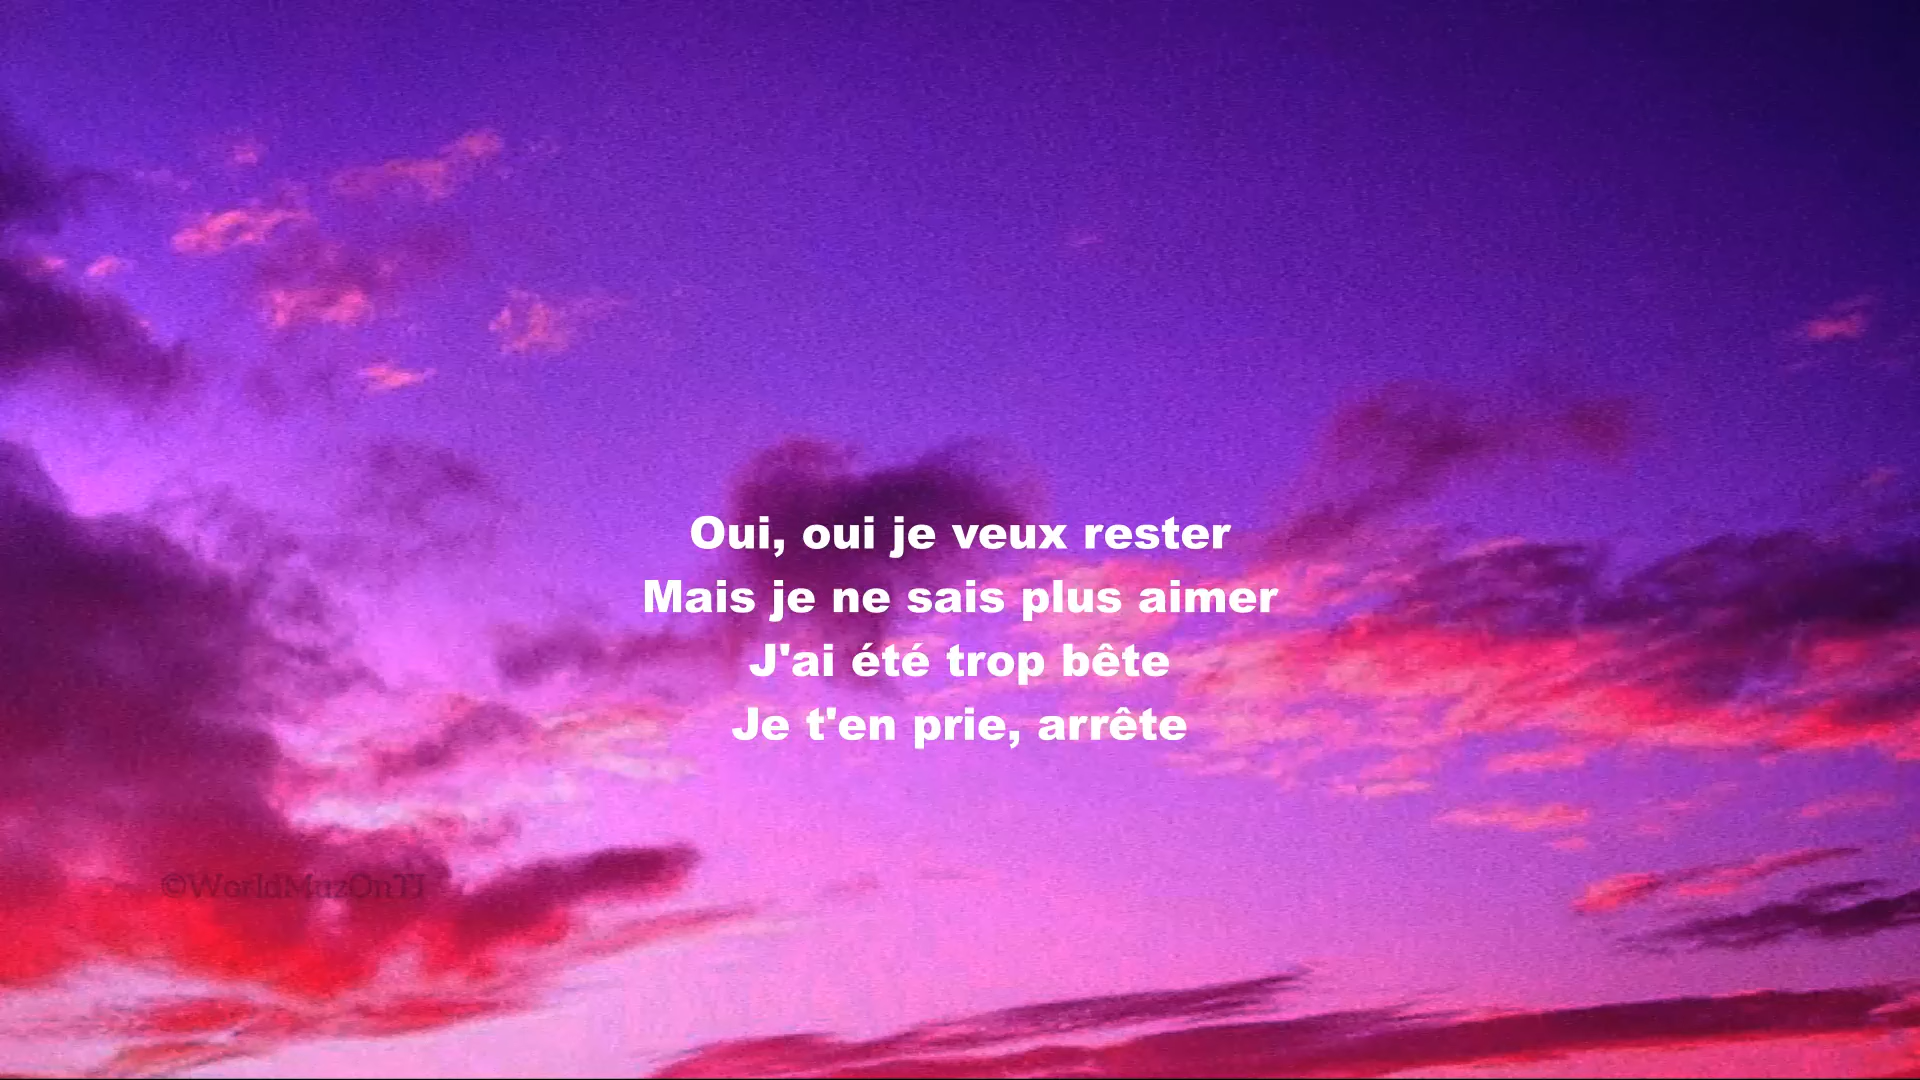 Oui, oui je veux rester
Mais je ne sais plus aimer
J'ai été trop bête
Je t'en prie, arrête
©WorldMuzOnTJ